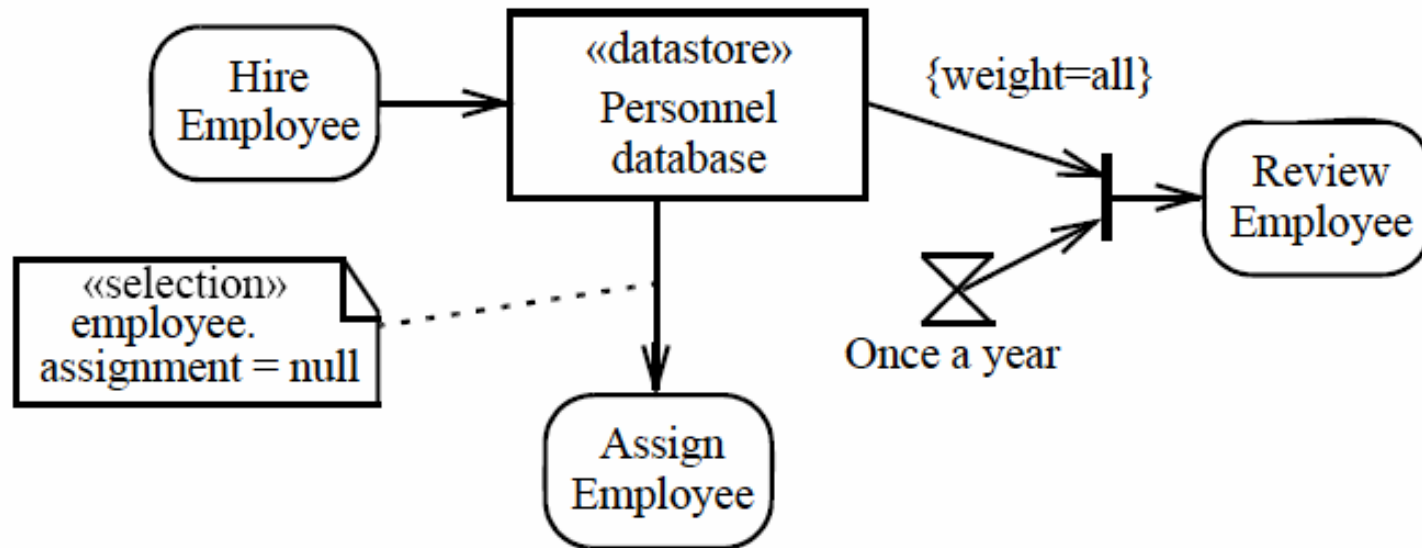 Hire
Employee
«datastore»
Personnel
database
{weight=all}
Review
Employee
«selection»
employee.
assignment = null
Once a year
Assign
Employee